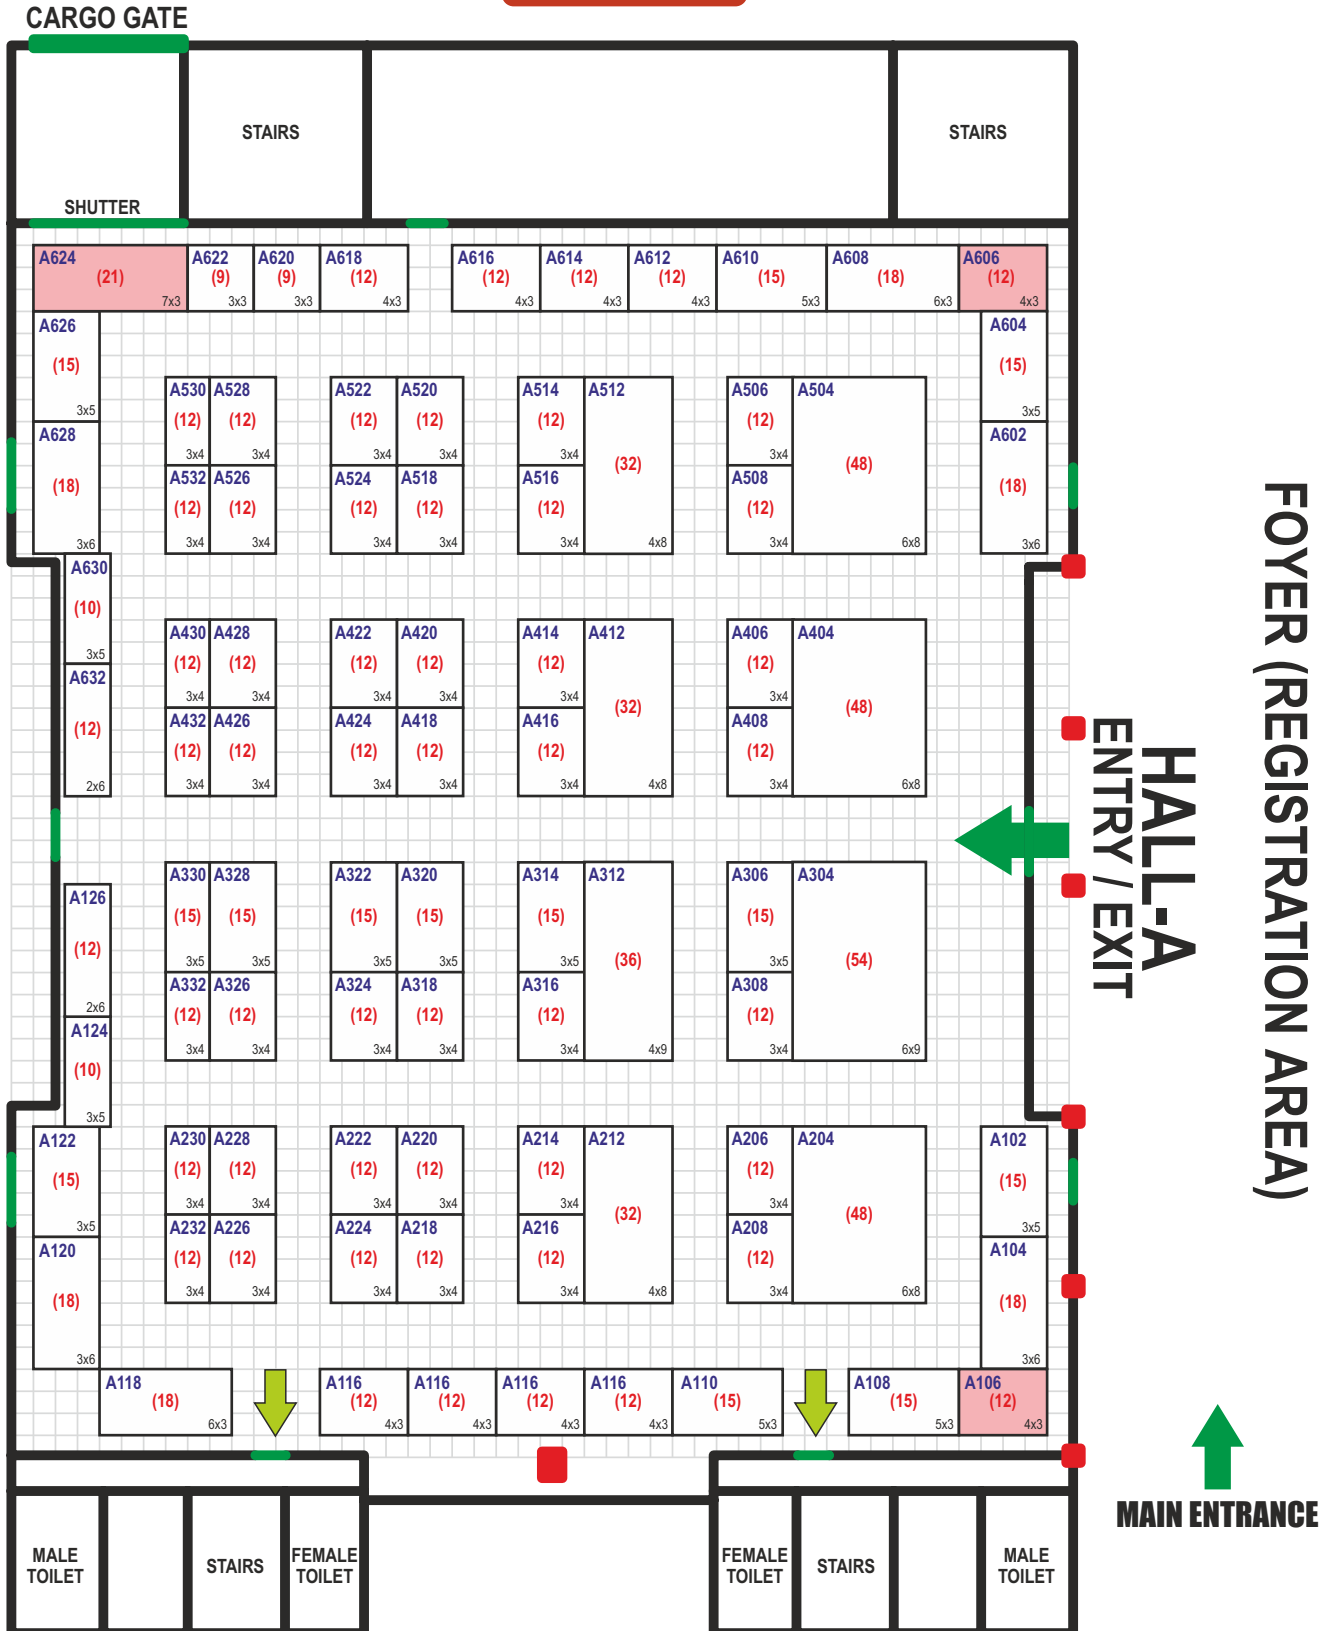 CARGO GATE
STAIRS
STAIRS
SHUTTER
A624
(21)
7x3
A622
(9)
3x3
A620
(9)
3x3
A618
(12)
4x3
A616
(12)
4x3
A614
(12)
4x3
A612
(12)
4x3
A610
(15)
5x3
A608
(18)
6x3
A606
(12)
4x3
A626
(15)
3x5
A604
(15)
3x5
A628
(18)
3x6
A602
(18)
3x6
A530
(12)
3x4
A528
(12)
3x4
A522
(12)
3x4
A520
(12)
3x4
A514
(12)
3x4
A512
(32)
4x8
A506
(12)
3x4
A504
(48)
6x8
A532
(12)
3x4
A526
(12)
3x4
A524
(12)
3x4
A518
(12)
3x4
A516
(12)
3x4
A508
(12)
3x4
A630
(10)
3x5
A632
(12)
2x6
A430
(12)
3x4
A428
(12)
3x4
A422
(12)
3x4
A420
(12)
3x4
A414
(12)
3x4
A412
(32)
4x8
A406
(12)
3x4
A404
(48)
6x8
A432
(12)
3x4
A426
(12)
3x4
A424
(12)
3x4
A418
(12)
3x4
A416
(12)
3x4
A408
(12)
3x4
HALL-A
ENTRY / EXIT
FOYER (REGISTRATION AREA)
A126
(12)
2x6
A124
(10)
3x5
A330
(15)
3x5
A328
(15)
3x5
A322
(15)
3x5
A320
(15)
3x5
A314
(15)
3x5
A312
(36)
4x9
A306
(15)
3x5
A304
(54)
6x9
A332
(12)
3x4
A326
(12)
3x4
A324
(12)
3x4
A318
(12)
3x4
A316
(12)
3x4
A308
(12)
3x4
A122
(15)
3x5
A120
(18)
3x6
A230
(12)
3x4
A228
(12)
3x4
A222
(12)
3x4
A220
(12)
3x4
A214
(12)
3x4
A212
(32)
4x8
A206
(12)
3x4
A204
(48)
6x8
A102
(15)
3x5
A232
(12)
3x4
A226
(12)
3x4
A224
(12)
3x4
A218
(12)
3x4
A216
(12)
3x4
A208
(12)
3x4
A104
(18)
3x6
A118
(18)
6x3
A116
(12)
4x3
A116
(12)
4x3
A116
(12)
4x3
A116
(12)
4x3
A110
(15)
5x3
A108
(15)
5x3
A106
(12)
4x3
MAIN ENTRANCE
MALE
TOILET
STAIRS
FEMALE
TOILET
FEMALE
TOILET
STAIRS
MALE
TOILET